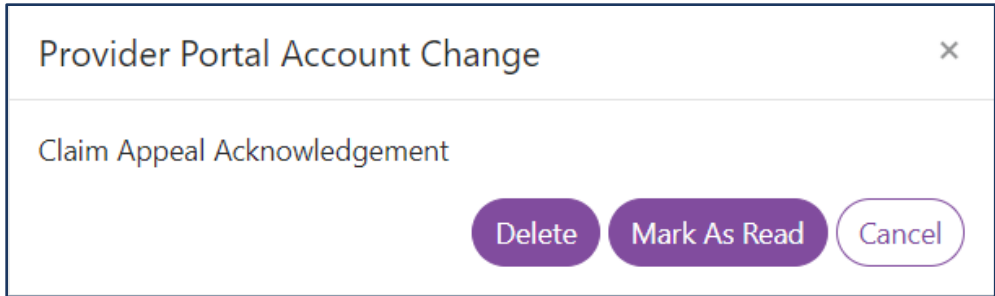 Provider Portal Account Change ×
Claim Appeal Acknowledgement
Delete Mark As Read Cancel